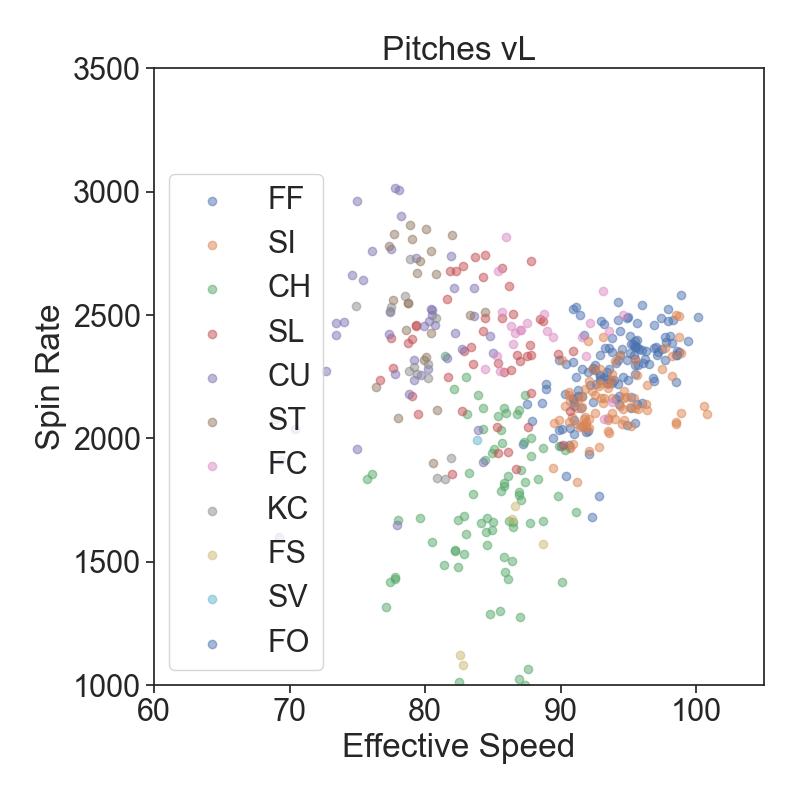 Pitches vL
3500
3000
2500
2000
1500
1000
Spin Rate
FF
SI
CH
SL
CU
ST
FC
KC
FS
SV
FO
60 70 80 90 100
Effective Speed